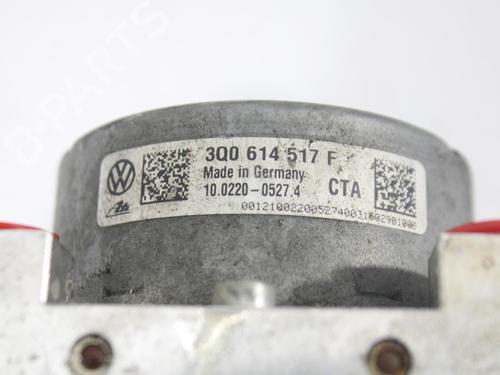 B-PARTS
3Q0 614 517 F
Made in Germany
10.0220-0527.4 CTA